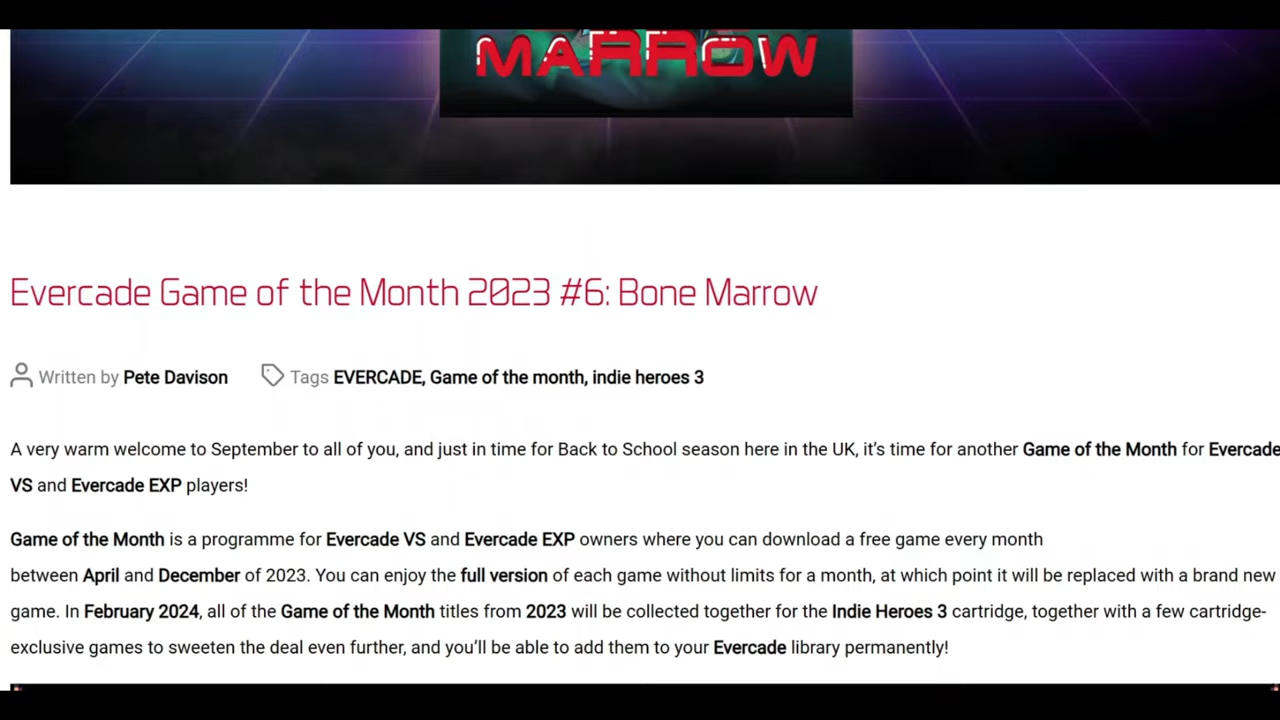 MARROW
Evercade Game of the Month 2023 #6: Bone Marrow
Written by Pete Davison Tags EVERCADE, Game of the month, indie heroes 3
A very warm welcome to September to all of you, and just in time for Back to School season here in the UK, it’s time for another Game of the Month for Evercade
VS and Evercade EXP players!
Game of the Month is a programme for Evercade VS and Evercade EXP owners where you can download a free game every month
between April and December of 2023. You can enjoy the full version of each game without limits for a month, at which point it will be replaced with a brand new
game. In February 2024, all of the Game of the Month titles from 2023 will be collected together for the Indie Heroes 3 cartridge, together with a few cartridge-
exclusive games to sweeten the deal even further, and you’ll be able to add them to your Evercade library permanently!